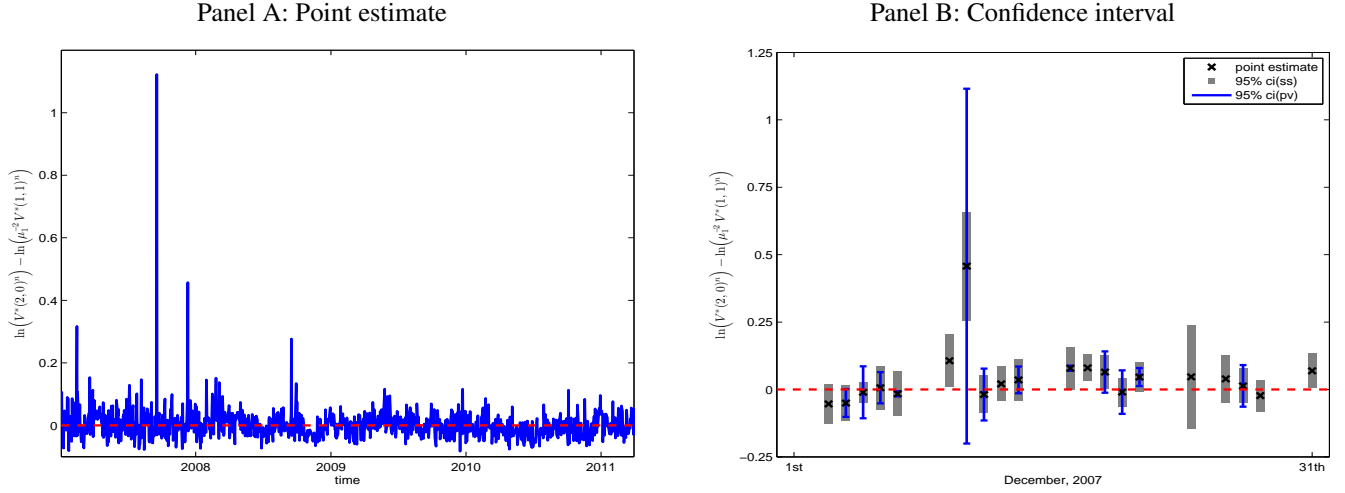 Panel A: Point estimate
1
0.8
0.6
0.4
0.2
0
2008 2009 2010 2011
time
ln(V*(2, 0)ⁿ) − ln(μ₁⁻²V*(1, 1)ⁿ)
Panel B: Confidence interval
1.25
1
0.75
0.5
0.25
0
−0.25
1st 31th
December, 2007
ln(V*(2, 0)ⁿ) − ln(μ₁⁻²V*(1, 1)ⁿ)
point estimate
95% ci(ss)
95% ci(pv)